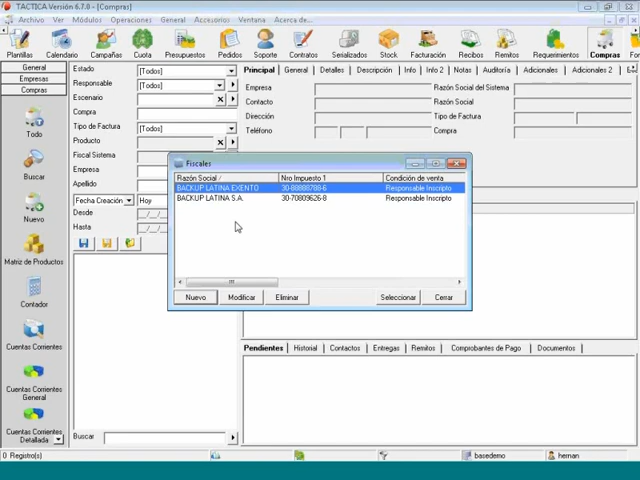 TACTICA Versión 6.7.0 - [Compras]
Archivo Ver Módulos Operaciones General Accesorios Ventana Acerca de...
Planillas Calendario Campañas Cuota Presupuestos Pedidos Soporte Contratos Serializados Stock Facturación Recibos Remitos Requerimientos Compras For
General
Empresas
Compras
Todo
Buscar
Nuevo
Matriz de Productos
Contador
Cuentas Corrientes
Cuentas Corrientes General
Cuentas Corrientes Detallada
Estado [Todos]
Responsable [Todos]
Escenario
Compra
Tipo de Factura [Todos]
Producto
Fiscal Sistema
Empresa
Apellido
Fecha Creación Hoy
Desde __/__/
Hasta __/__/
Buscar
Principal General Detalles Descripción Info Info 2 Notas Auditoría Adicionales Adicionales 2
Empresa Razón Social del Sistema
Contacto Razón Social
Dirección Tipo de Factura
Teléfono Compra
Fiscales
Razón Social / Nro Impuesto 1 Condición de venta
BACKUP LATINA EXENTO 30-88888788-6 Responsable Inscripto
BACKUP LATINA S.A. 30-70809626-8 Responsable Inscripto
Nuevo Modificar Eliminar Seleccionar Cerrar
Pendientes Historial Contactos Entregas Remitos Comprobantes de Pago Documentos
0 Registro(s) basedemo hernan